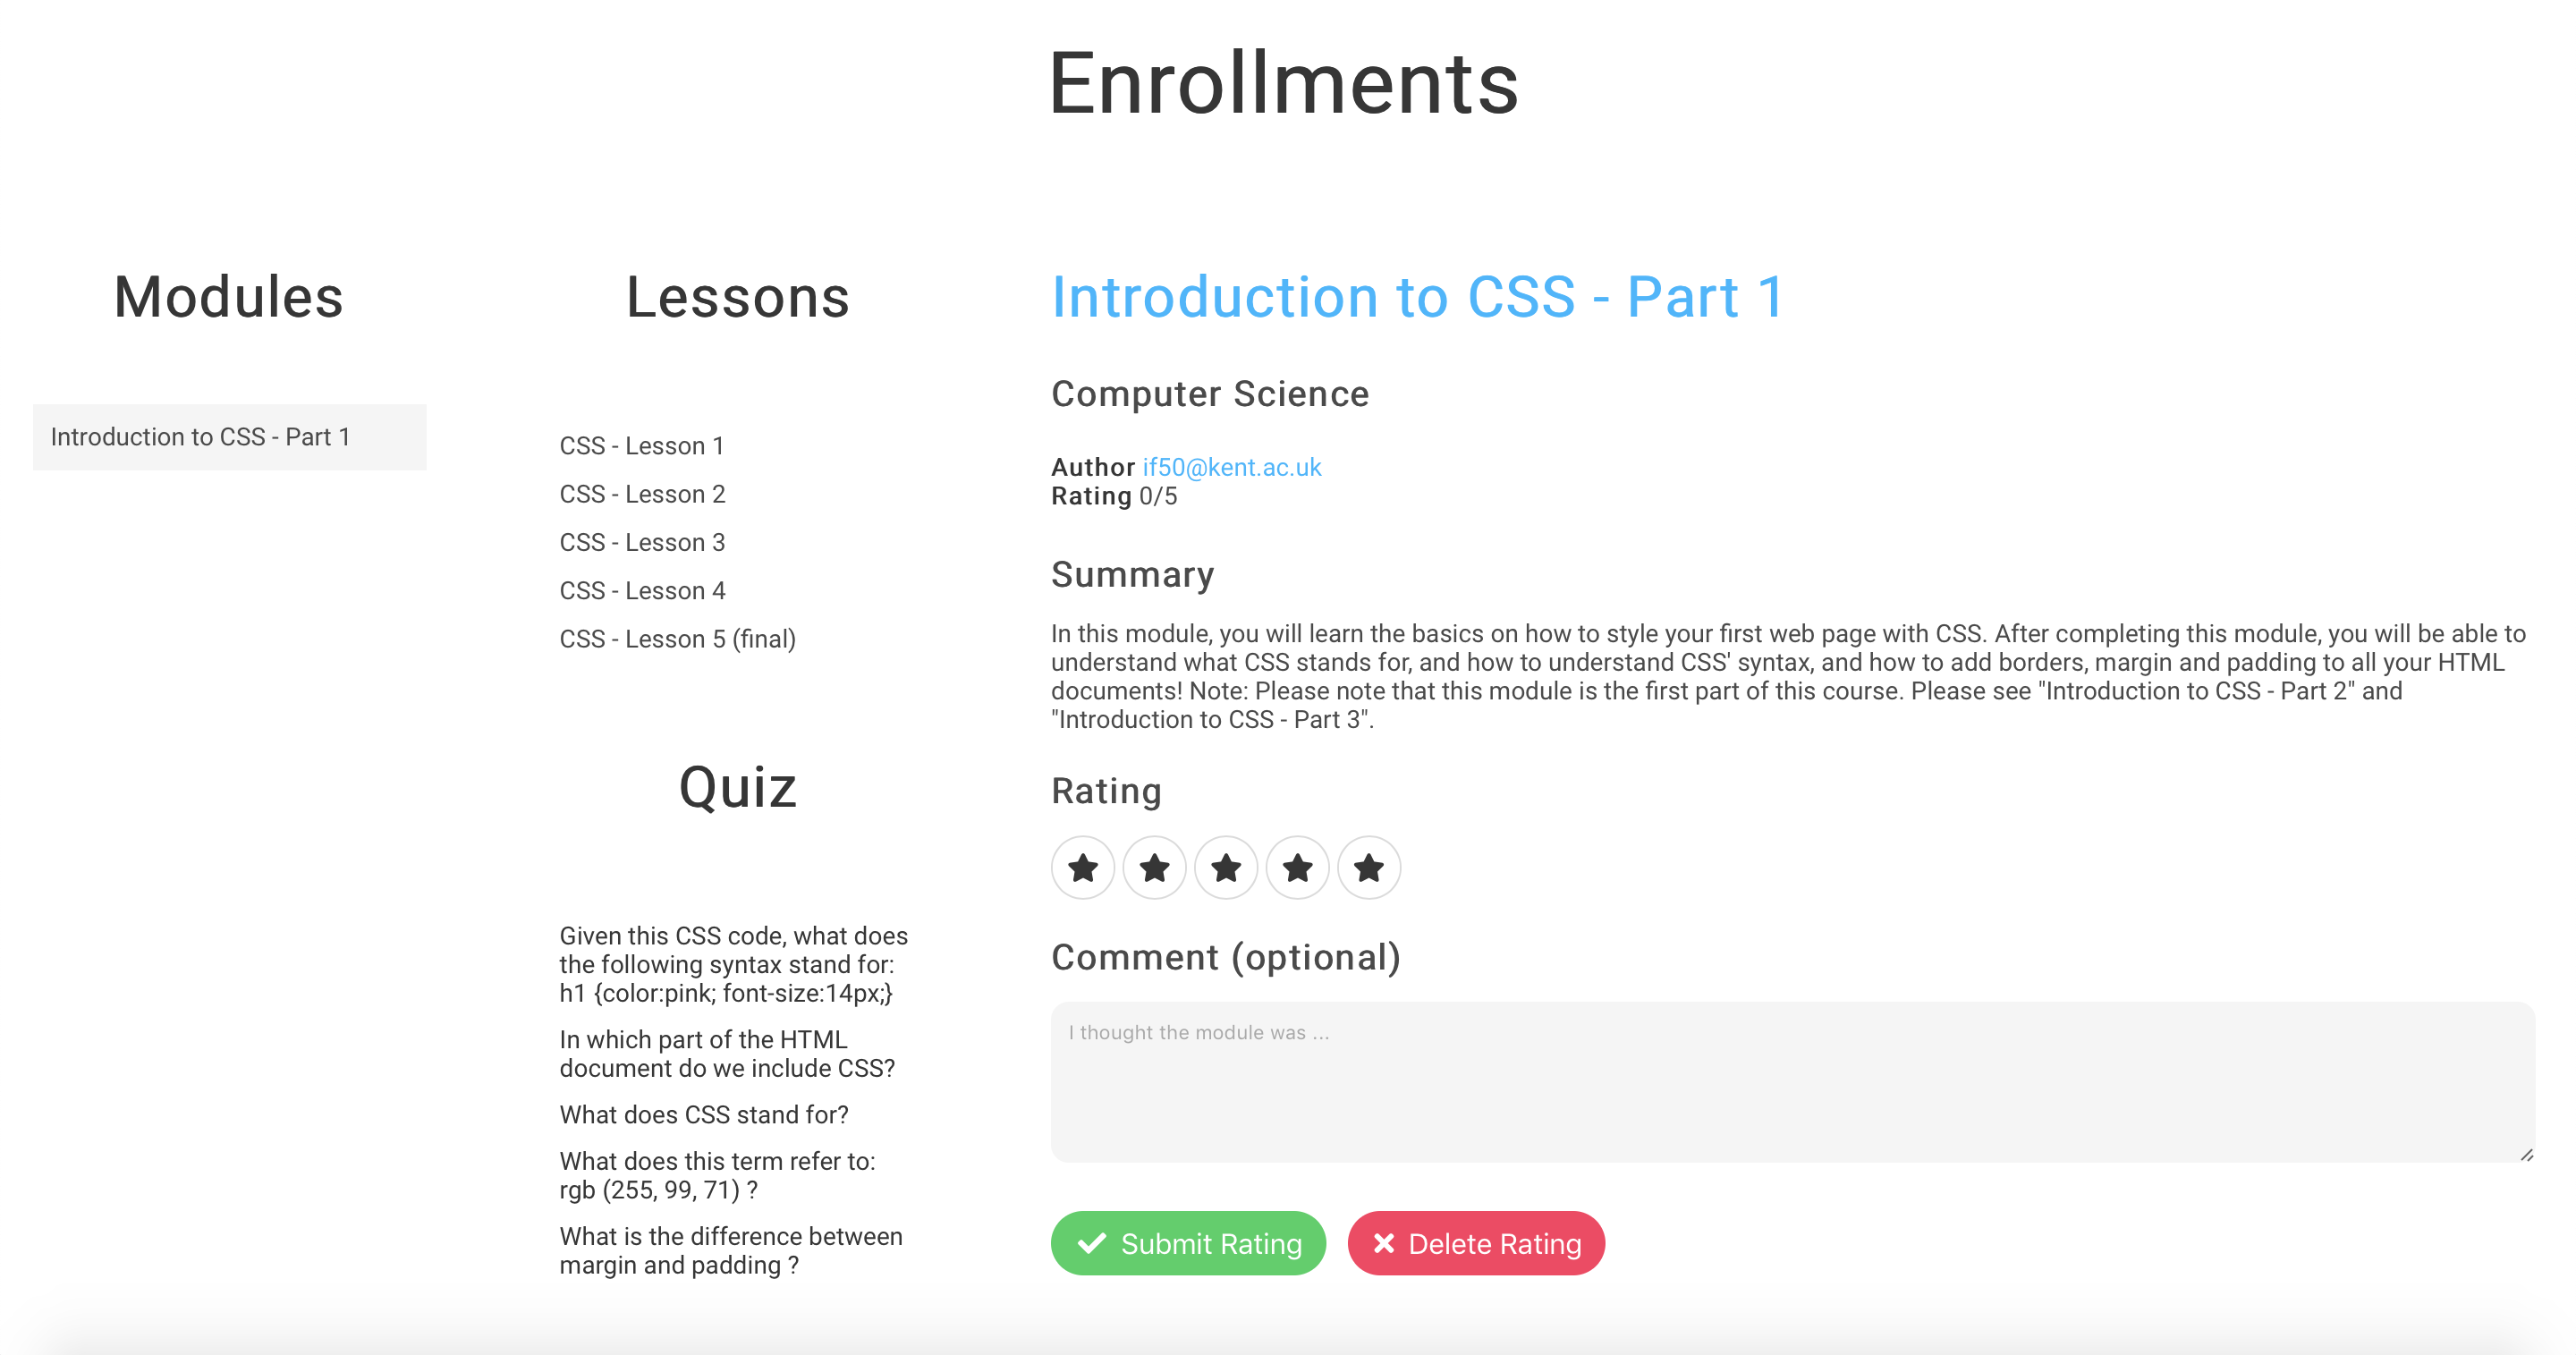 Enrollments
Modules
Introduction to CSS - Part 1
Lessons
CSS - Lesson 1
CSS - Lesson 2
CSS - Lesson 3
CSS - Lesson 4
CSS - Lesson 5 (final)
Quiz
Given this CSS code, what does
the following syntax stand for:
h1 {color:pink; font-size:14px;}
In which part of the HTML
document do we include CSS?
What does CSS stand for?
What does this term refer to:
rgb (255, 99, 71) ?
What is the difference between
margin and padding ?
Introduction to CSS - Part 1
Computer Science
Author if50@kent.ac.uk
Rating 0/5
Summary
In this module, you will learn the basics on how to style your first web page with CSS. After completing this module, you will be able to
understand what CSS stands for, and how to understand CSS' syntax, and how to add borders, margin and padding to all your HTML
documents! Note: Please note that this module is the first part of this course. Please see "Introduction to CSS - Part 2" and
"Introduction to CSS - Part 3".
Rating
Comment (optional)
I thought the module was ...
Submit Rating
Delete Rating